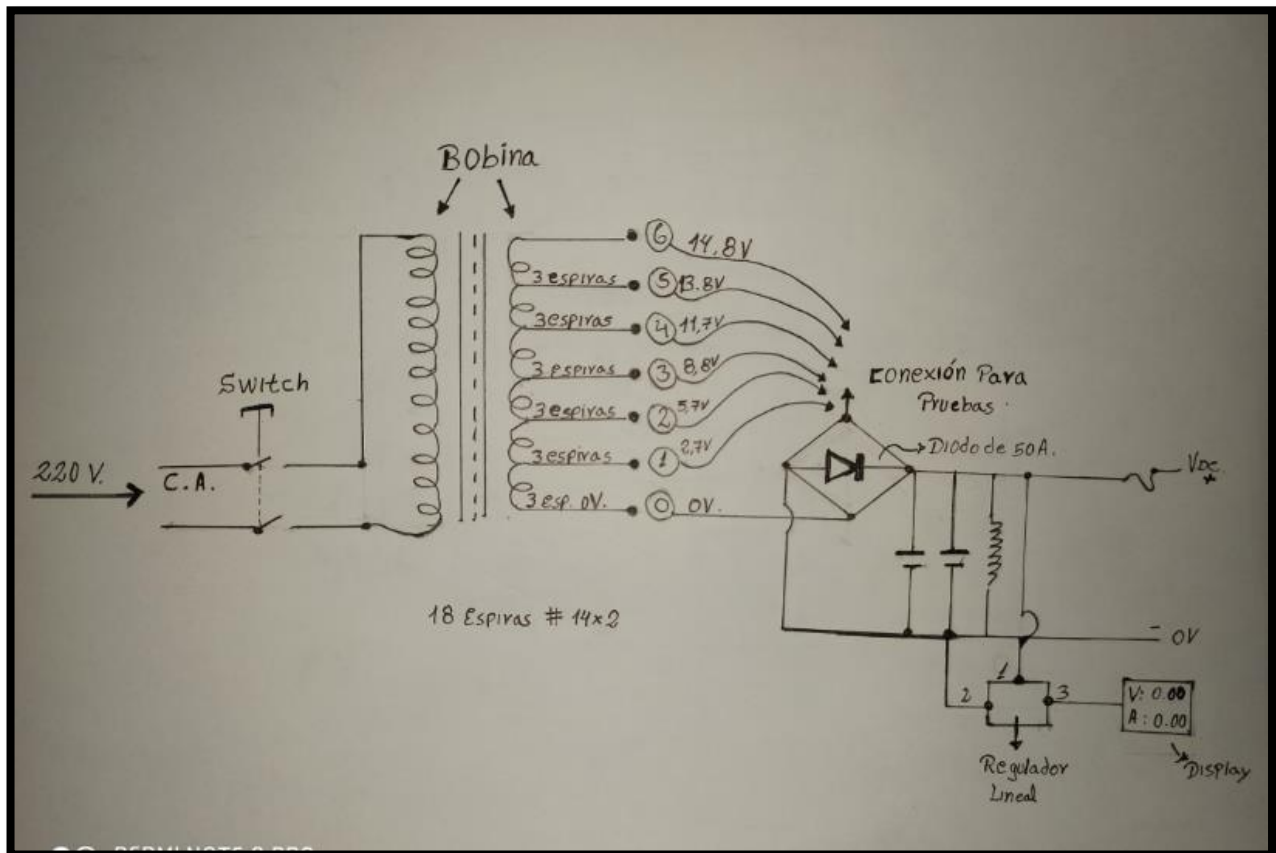 BObina
6 14.8V
3 espiras 5 13.8V
3espiras 4 11,7V
3 espiras 3 8,8V
3espiras 2 5,7V
3espiras 1 2,7V
3 esp. 0V. 0 0V.
Conexión Para
Pruebas.
Diodo de 50A.
Switch
220 V.
C.A.
VDC.
+
- 0V
18 Espiras # 14x2
1
2
3
V: 0.00
A: 0.00
Regulador
Lineal
Display